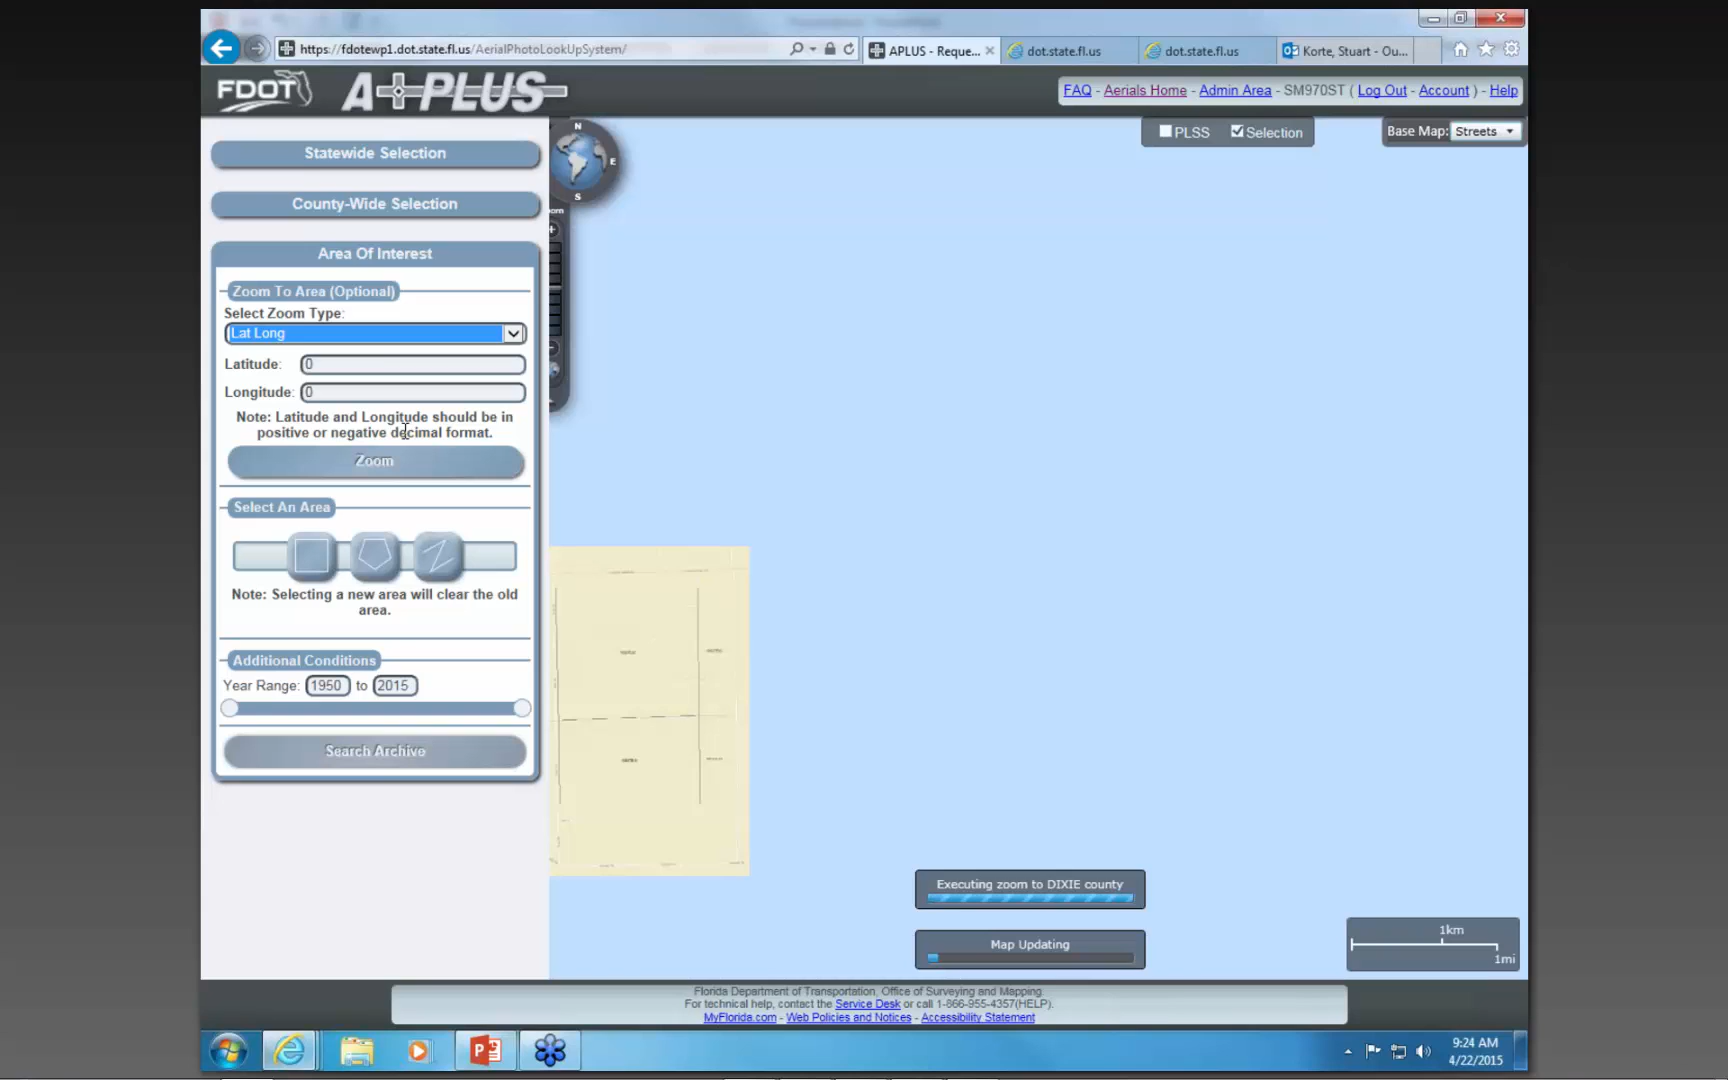 https://fdotewp1.dot.state.fl.us/AerialPhotoLookUpSystem/
APLUS - Reque...
dot.state.fl.us
dot.state.fl.us
Korte, Stuart - Ou...
FDOT
A+PLUS
FAQ - Aerials Home - Admin Area - SM970ST ( Log Out - Account ) - Help
PLSS
Selection
Base Map: Streets
N
E
S
Statewide Selection
County-Wide Selection
Area Of Interest
Zoom To Area (Optional)
Select Zoom Type:
Lat Long
Latitude: 0
Longitude: 0
Note: Latitude and Longitude should be in
positive or negative decimal format.
Zoom
Select An Area
Note: Selecting a new area will clear the old
area.
Additional Conditions
Year Range: 1950 to 2015
Search Archive
Executing zoom to DIXIE county
Map Updating
1km
1mi
Florida Department of Transportation, Office of Surveying and Mapping.
For technical help, contact the Service Desk or call 1-866-955-4357(HELP).
MyFlorida.com - Web Policies and Notices - Accessibility Statement
9:24 AM
4/22/2015